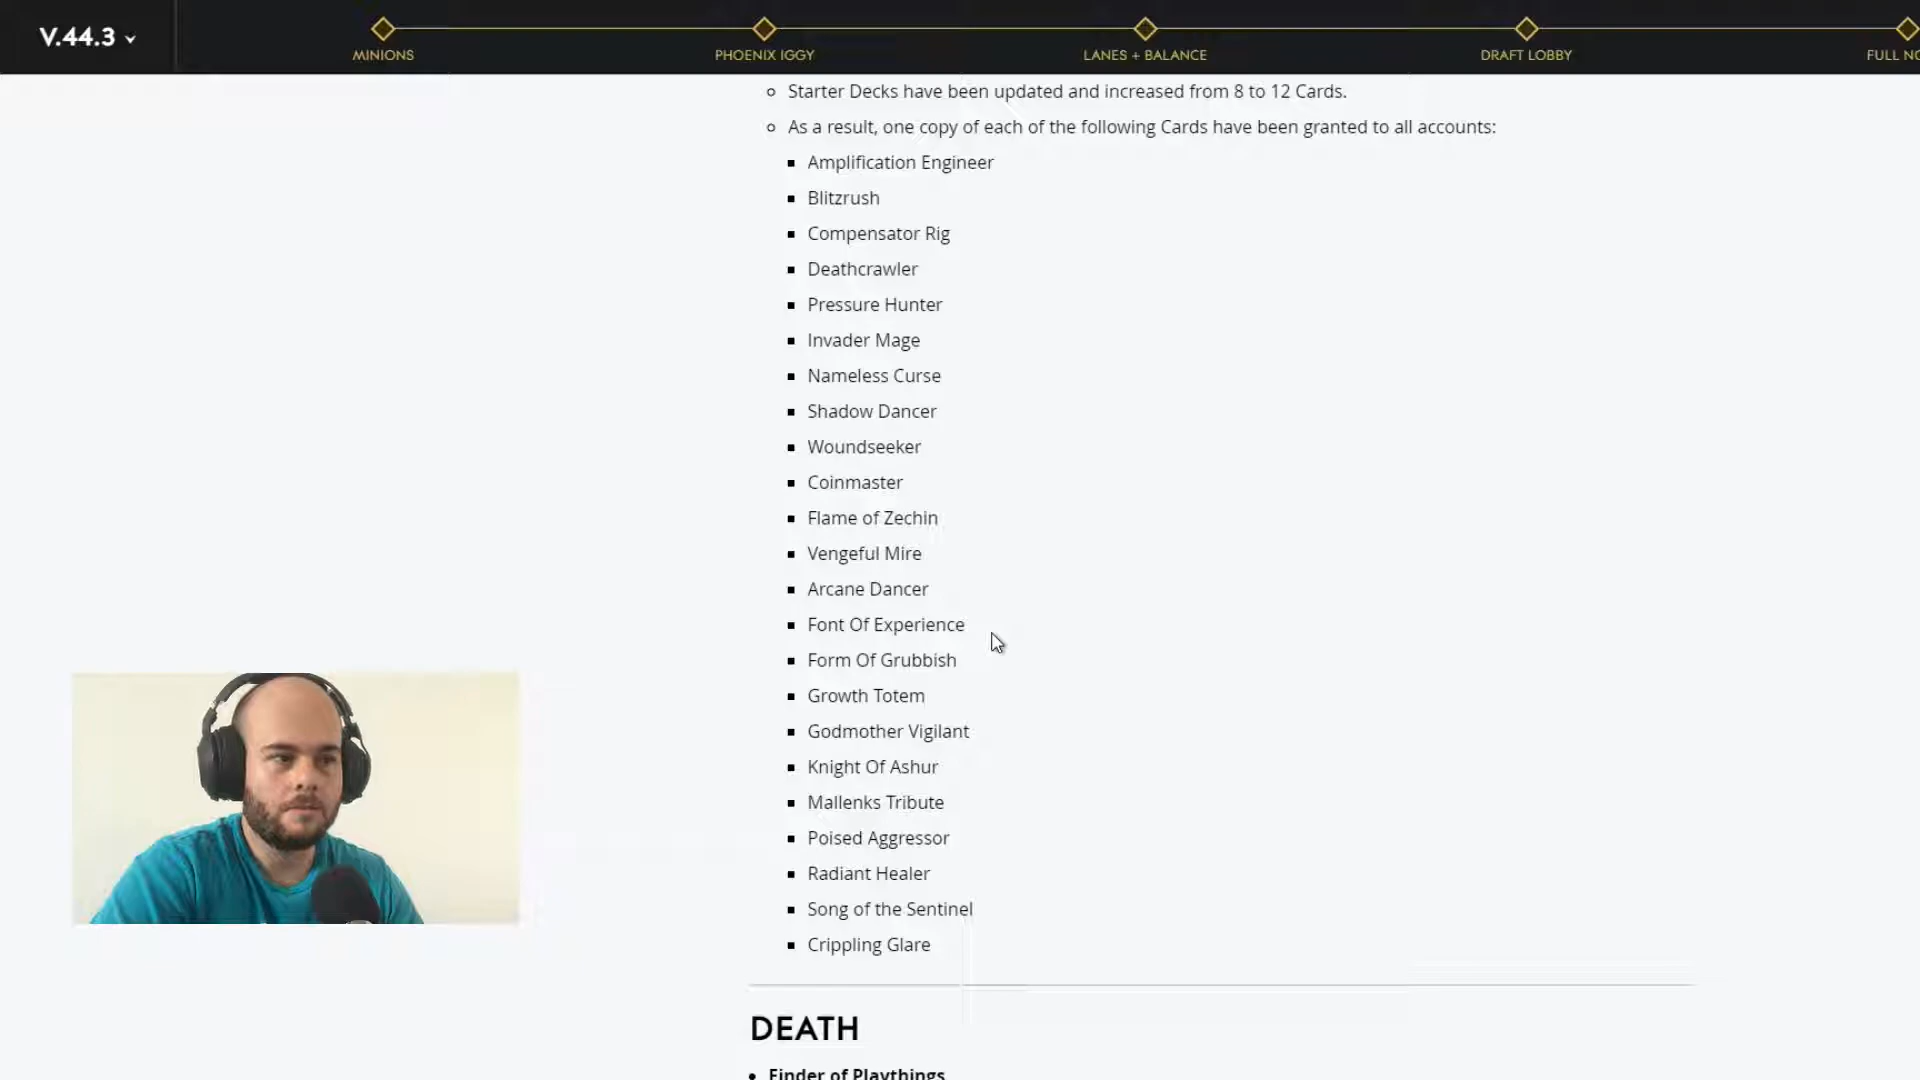 V.44.3
MINIONS
PHOENIX IGGY
LANES + BALANCE
DRAFT LOBBY
FULL NO
Starter Decks have been updated and increased from 8 to 12 Cards.
As a result, one copy of each of the following Cards have been granted to all accounts:
Amplification Engineer
Blitzrush
Compensator Rig
Deathcrawler
Pressure Hunter
Invader Mage
Nameless Curse
Shadow Dancer
Woundseeker
Coinmaster
Flame of Zechin
Vengeful Mire
Arcane Dancer
Font Of Experience
Form Of Grubbish
Growth Totem
Godmother Vigilant
Knight Of Ashur
Mallenks Tribute
Poised Aggressor
Radiant Healer
Song of the Sentinel
Crippling Glare
DEATH
Finder of Playthings